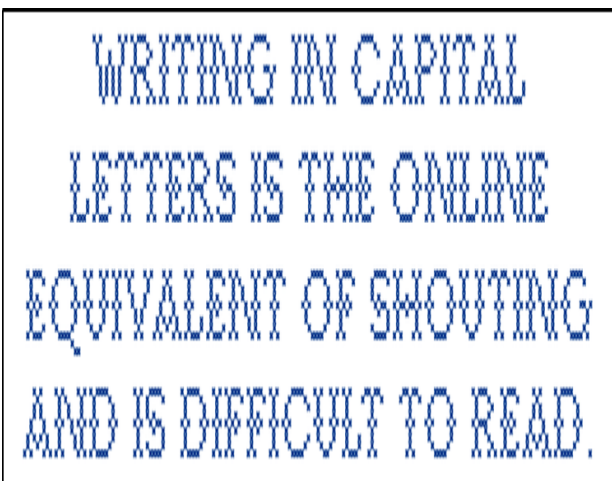 WRITING IN CAPITAL
LETTERS IS THE ONLINE
EQUIVALENT OF SHOUTING
AND IS DIFFICULT TO READ.